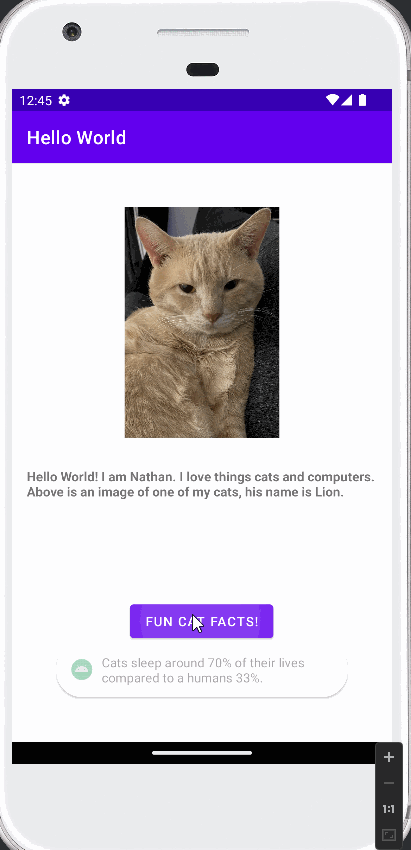 12:45
Hello World
Hello World! I am Nathan. I love things cats and computers.
Above is an image of one of my cats, his name is Lion.
FUN CAT FACTS!
Cats sleep around 70% of their lives
compared to a humans 33%.
1:1